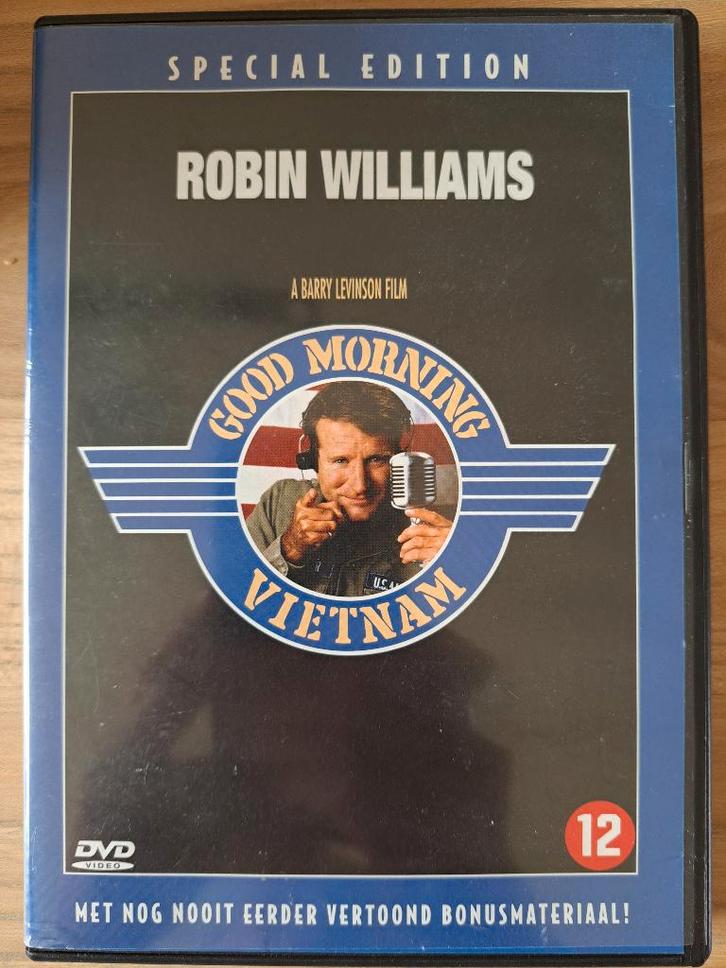 SPECIAL EDITION
ROBIN WILLIAMS
A BARRY LEVINSON FILM
GOOD MORNING
VIETNAM
DVD
VIDEO
12
MET NOG NOOIT EERDER VERTOOND BONUSMATERIAAL!